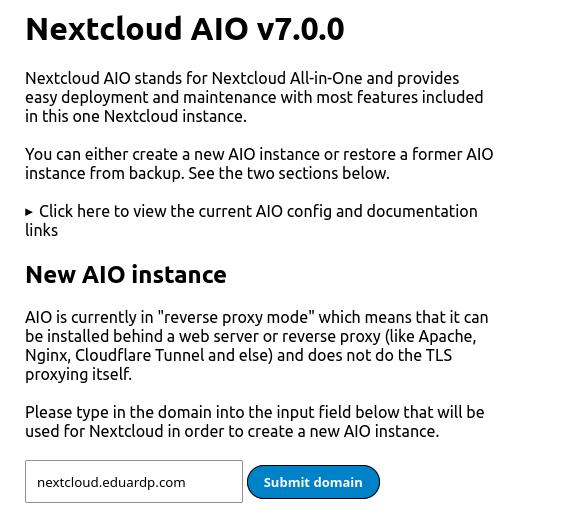 Nextcloud AIO v7.0.0
Nextcloud AIO stands for Nextcloud All-in-One and provides
easy deployment and maintenance with most features included
in this one Nextcloud instance.
You can either create a new AIO instance or restore a former AIO
instance from backup. See the two sections below.
▸ Click here to view the current AIO config and documentation
links
New AIO instance
AIO is currently in "reverse proxy mode" which means that it can
be installed behind a web server or reverse proxy (like Apache,
Nginx, Cloudflare Tunnel and else) and does not do the TLS
proxying itself.
Please type in the domain into the input field below that will be
used for Nextcloud in order to create a new AIO instance.
nextcloud.eduardp.com Submit domain